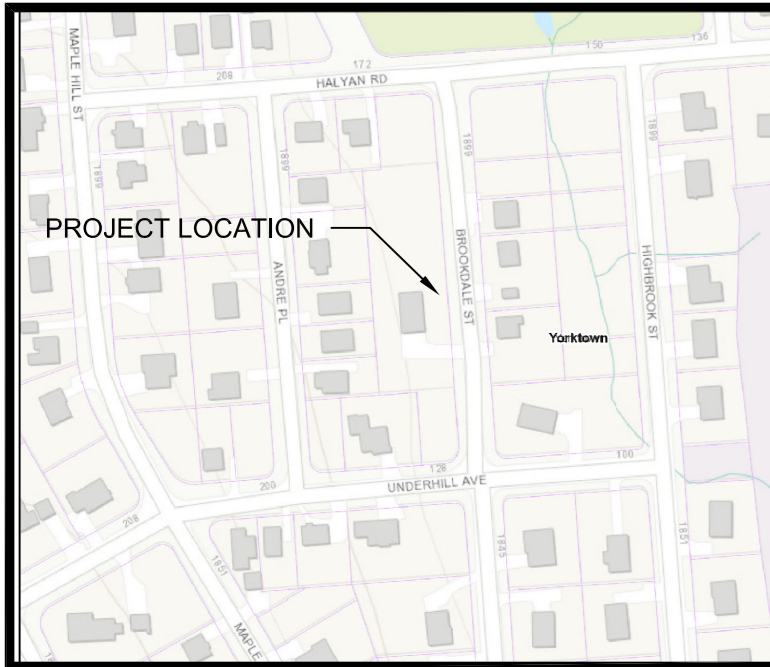 MAPLE HILL ST
208
172
HALYAN RD
150
136
1899
1899
1899
1899
PROJECT LOCATION
ANDRE PL
BROOKDALE ST
HIGHBROOK ST
Yorktown
128
100
200
UNDERHILL AVE
208
1851
1845
1851
MAPLE